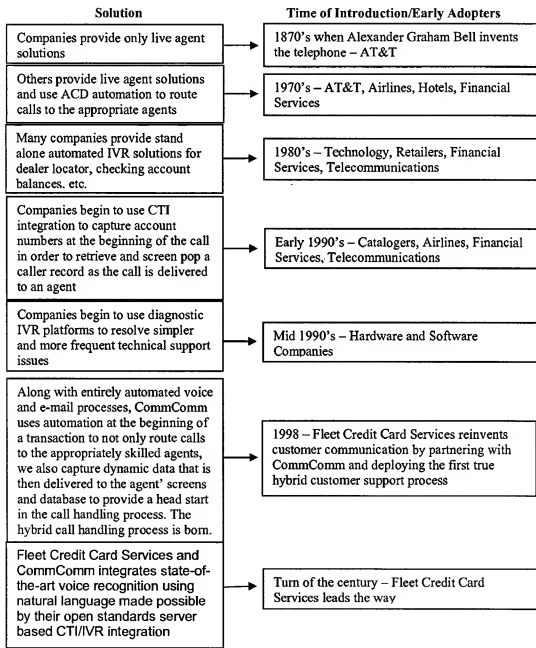 Solution
Time of Introduction/Early Adopters
Companies provide only live agent
solutions
1870's when Alexander Graham Bell invents
the telephone – AT&T
Others provide live agent solutions
and use ACD automation to route
calls to the appropriate agents
1970's – AT&T, Airlines, Hotels, Financial
Services
Many companies provide stand
alone automated IVR solutions for
dealer locator, checking account
balances. etc.
1980's – Technology, Retailers, Financial
Services, Telecommunications
Companies begin to use CTI
integration to capture account
numbers at the beginning of the call
in order to retrieve and screen pop a
caller record as the call is delivered
to an agent
Early 1990's – Catalogers, Airlines, Financial
Services, Telecommunications
Companies begin to use diagnostic
IVR platforms to resolve simpler
and more frequent technical support
issues
Mid 1990's – Hardware and Software
Companies
Along with entirely automated voice
and e-mail processes, CommComm
uses automation at the beginning of
a transaction to not only route calls
to the appropriately skilled agents,
we also capture dynamic data that is
then delivered to the agent' screens
and database to provide a head start
in the call handling process. The
hybrid call handling process is born.
1998 – Fleet Credit Card Services reinvents
customer communication by partnering with
CommComm and deploying the first true
hybrid customer support process
Fleet Credit Card Services and
CommComm integrates state-of-
the-art voice recognition using
natural language made possible
by their open standards server
based CTI/IVR integration
Turn of the century – Fleet Credit Card
Services leads the way